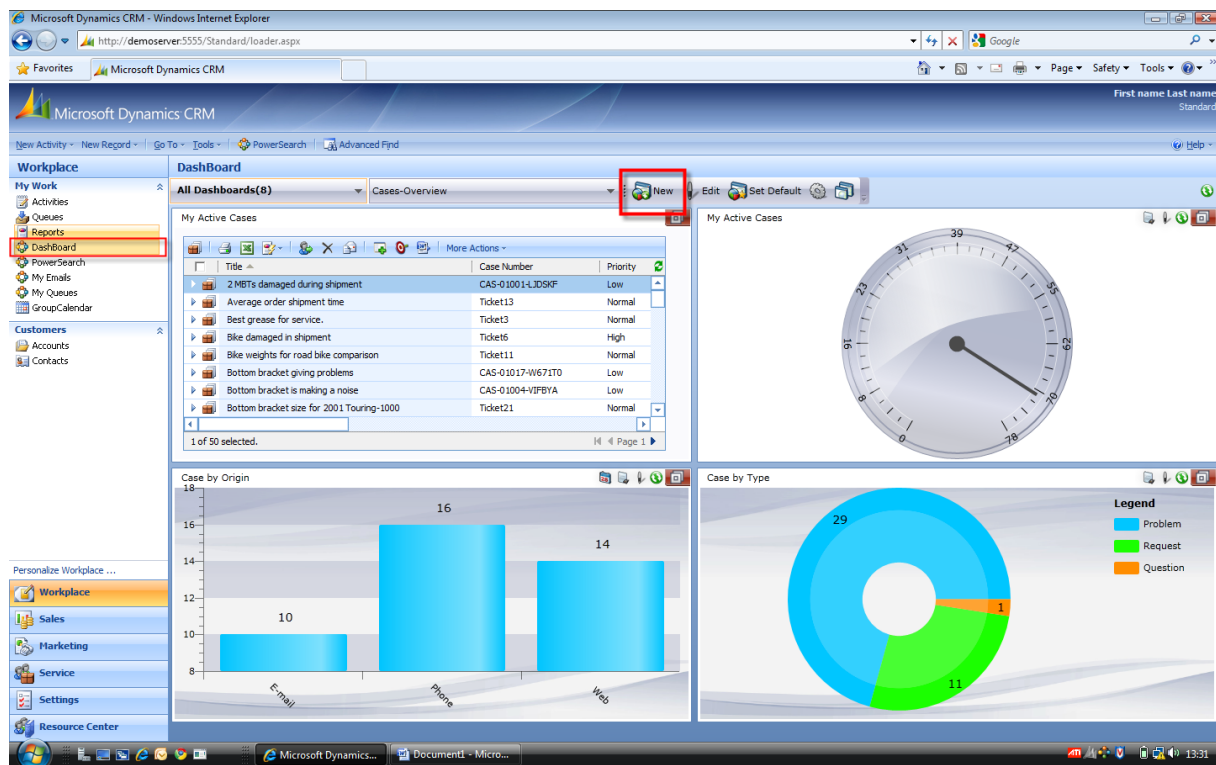 Microsoft Dynamics CRM - Windows Internet Explorer
http://demoserver:5555/Standard/loader.aspx
Google
Favorites
Microsoft Dynamics CRM
Page
Safety
Tools
Microsoft Dynamics CRM
First name Last name
Standard
New Activity
New Record
Go To
Tools
PowerSearch
Advanced Find
Help
Workplace
My Work
Activities
Queues
Reports
DashBoard
PowerSearch
My Emails
My Queues
GroupCalendar
Customers
Accounts
Contacts
Personalize Workplace ...
Workplace
Sales
Marketing
Service
Settings
Resource Center
DashBoard
All Dashboards(8)
Cases-Overview
New
Edit
Set Default
My Active Cases
More Actions
Title Case Number Priority
2 MBTs damaged during shipment CAS-01001-LJDSKF Low
Average order shipment time Ticket13 Normal
Best grease for service. Ticket3 Normal
Bike damaged in shipment Ticket6 High
Bike weights for road bike comparison Ticket11 Normal
Bottom bracket giving problems CAS-01017-W671T0 Low
Bottom bracket is making a noise CAS-01004-VIFBYA Low
Bottom bracket size for 2001 Touring-1000 Ticket21 Normal
1 of 50 selected.
Page 1
My Active Cases
0
8
16
23
31
39
47
55
62
70
78
Case by Origin
18
16
14
12
10
8
10
16
14
E-mail
Phone
Web
Case by Type
29
1
11
Legend
Problem
Request
Question
Microsoft Dynamics...
Document1 - Micro...
ATI
13:31